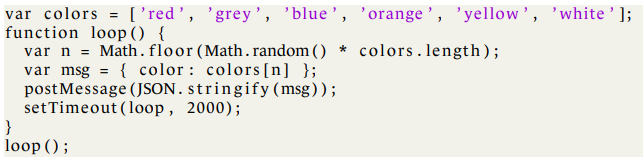 var colors = ['red', 'grey', 'blue', 'orange', 'yellow', 'white'];
function loop() {
  var n = Math.floor(Math.random() * colors.length);
  var msg = { color: colors[n] };
  postMessage(JSON.stringify(msg));
  setTimeout(loop, 2000);
}
loop();